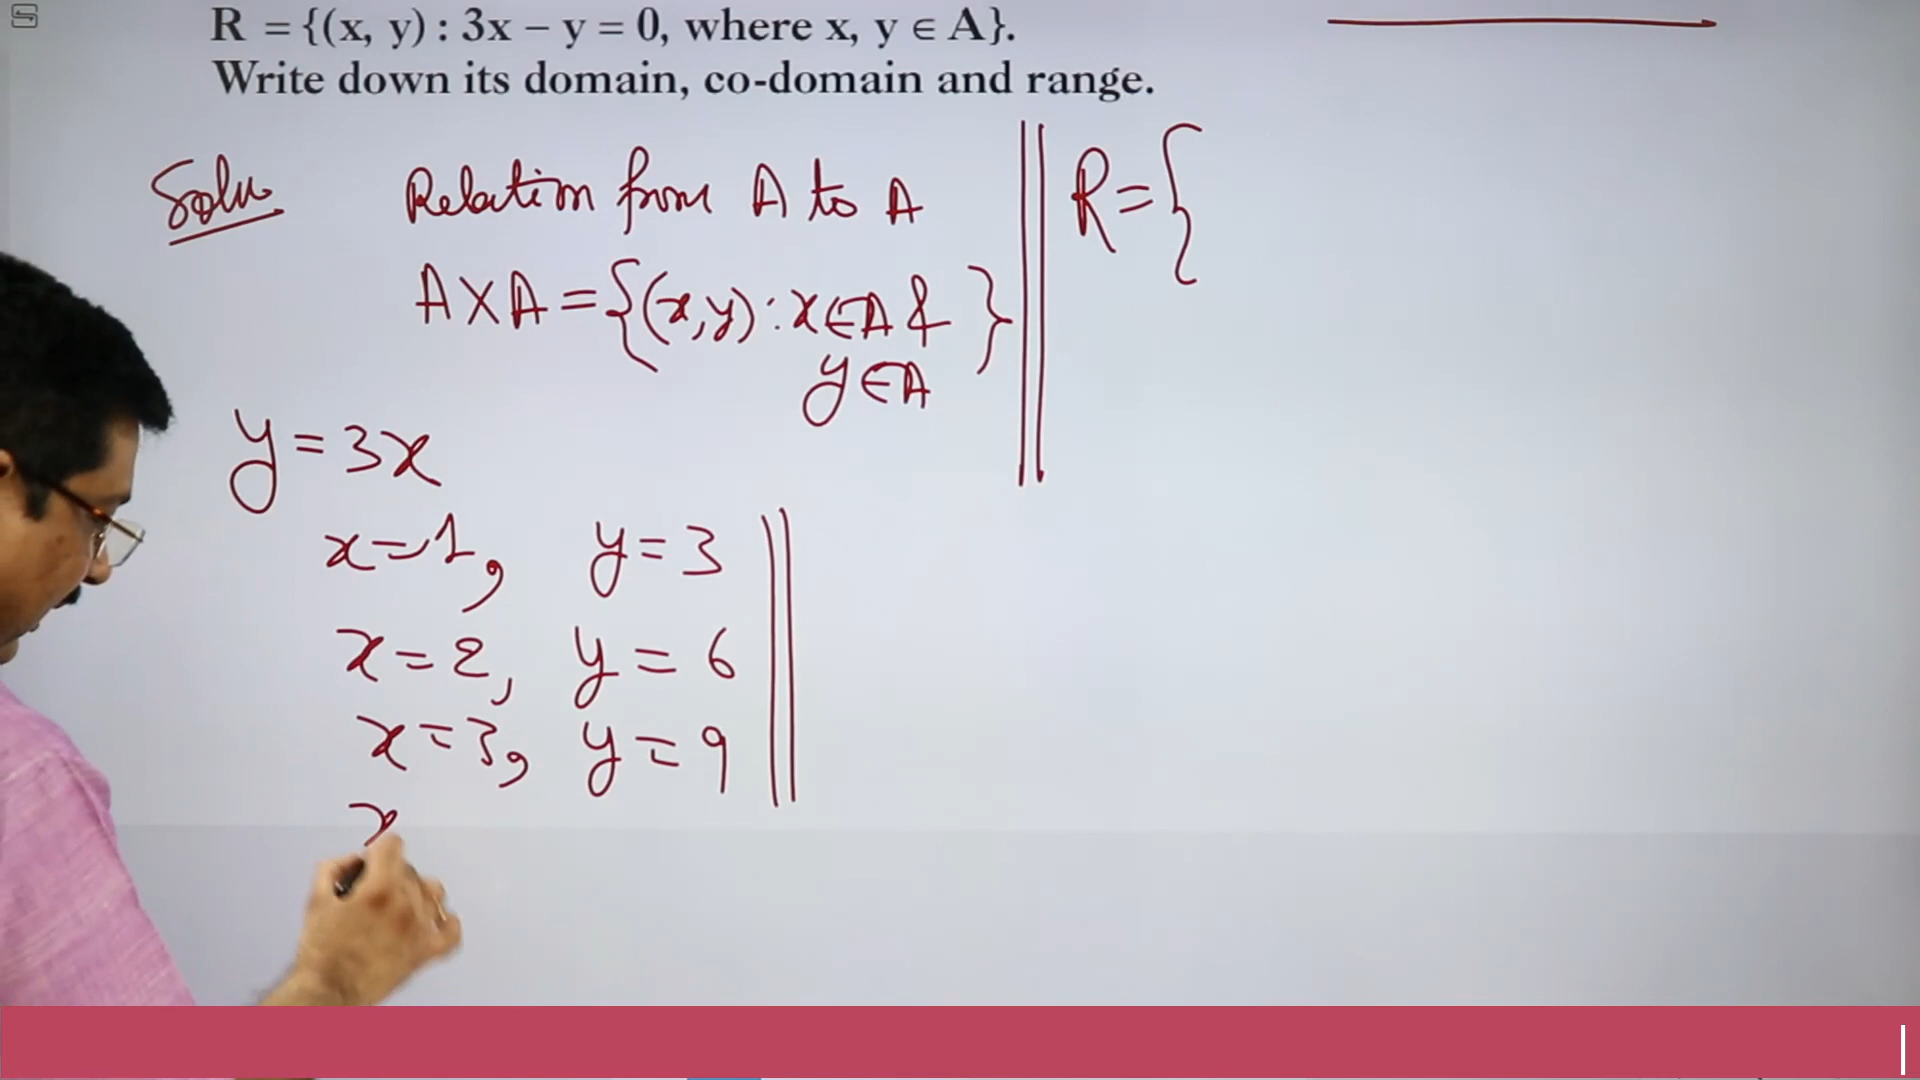 R = {(x, y) : 3x – y = 0, where x, y ∈ A}.
Write down its domain, co-domain and range.
Soln Relation from A to A
A X A = {(x,y) : x ∈ A &
y ∈ A }
y = 3x
x = 1, y = 3
x = 2, y = 6
x = 3, y = 9
x
R = {